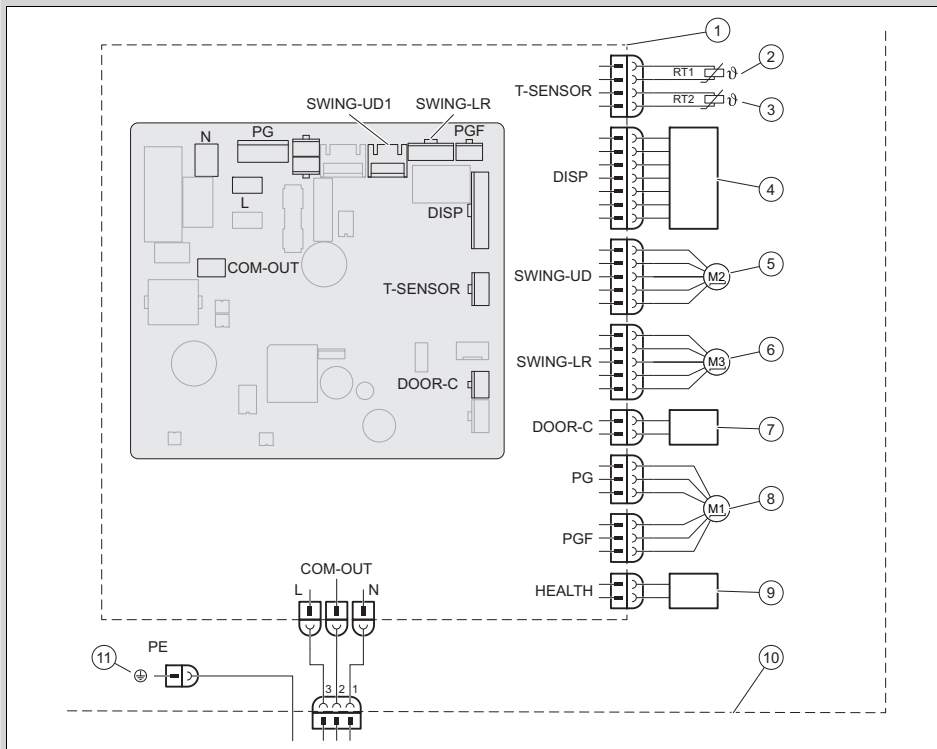 1
2
RT1 ϑ
T-SENSOR
RT2 ϑ
3
SWING-UD1 SWING-LR
N PG PGF
L
DISP
DISP
4
COM-OUT
T-SENSOR
SWING-UD M2 5
SWING-LR M3 6
DOOR-C
DOOR-C 7
PG
M1 8
PGF
COM-OUT
L N
HEALTH 9
PE
11
10
3 2 1